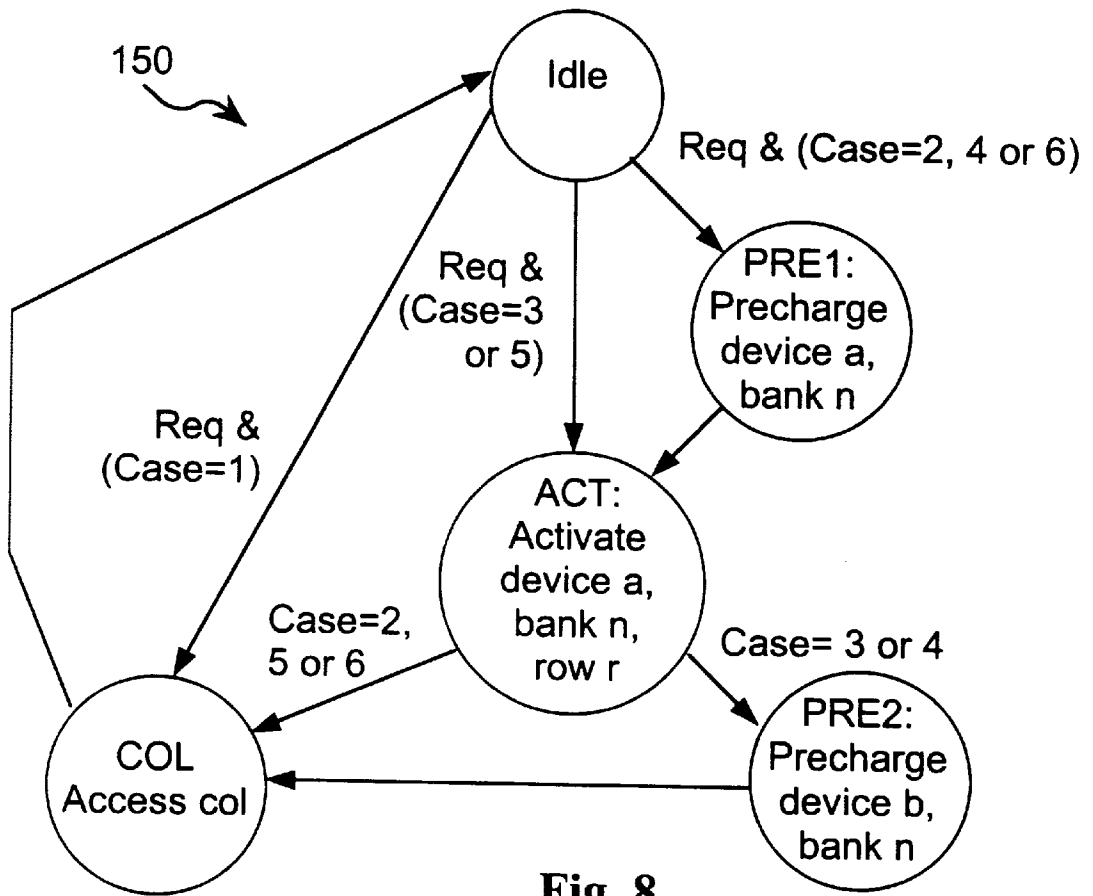 150
Idle
Req & (Case=2, 4 or 6)
Req &
(Case=3
or 5)
PRE1:
Precharge
device a,
bank n
Req &
(Case=1)
ACT:
Activate
device a,
bank n,
row r
Case=2,
5 or 6
Case= 3 or 4
PRE2:
Precharge
device b,
bank n
COL
Access col
Fig. 8